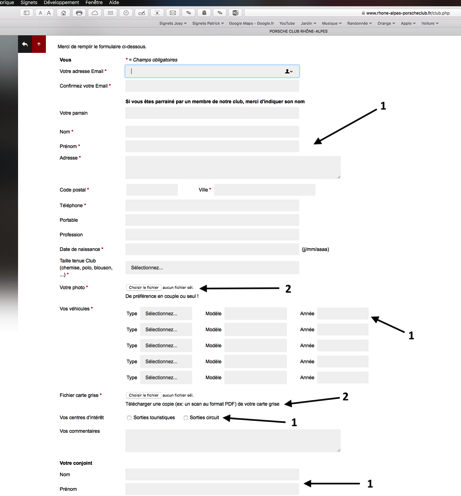 orique Signets Développement Fenêtre Aide
www.rhone-alpes-porscheclub.fr/club.php
Signets Joey Signets Patrick Google Maps Google.fr YouTube Jardin Musique Randonnée Orange Apple Voiture
PORSCHE CLUB RHÔNE-ALPES
Merci de remplir le formulaire ci-dessous.
Vous * = Champs obligatoires
Votre adresse Email *
Confirmez votre Email *
Si vous êtes parrainé par un membre de notre club, merci d'indiquer son nom
1
Votre parrain
Nom *
Prénom *
Adresse *
Code postal * Ville *
Téléphone *
Portable
Profession
Date de naissance * (jj/mm/aaaa)
Taille tenue Club
(chemise, polo, blouson,
...) *
Sélectionnez...
Votre photo * Choisir le fichier aucun fichier sél. 2
De préférence en couple ou seul !
Vos véhicules * Type Sélectionnez... Modèle Année
Type Sélectionnez... Modèle Année 1
Type Sélectionnez... Modèle Année
Type Sélectionnez... Modèle Année
Type Sélectionnez... Modèle Année
Fichier carte grise * Choisir le fichier aucun fichier sél. 2
Télécharger une copie (ex: un scan au format PDF) de votre carte grise
Vos centres d'intérêt Sorties touristiques Sorties circuit 1
Vos commentaires
Votre conjoint
Nom
Prénom 1